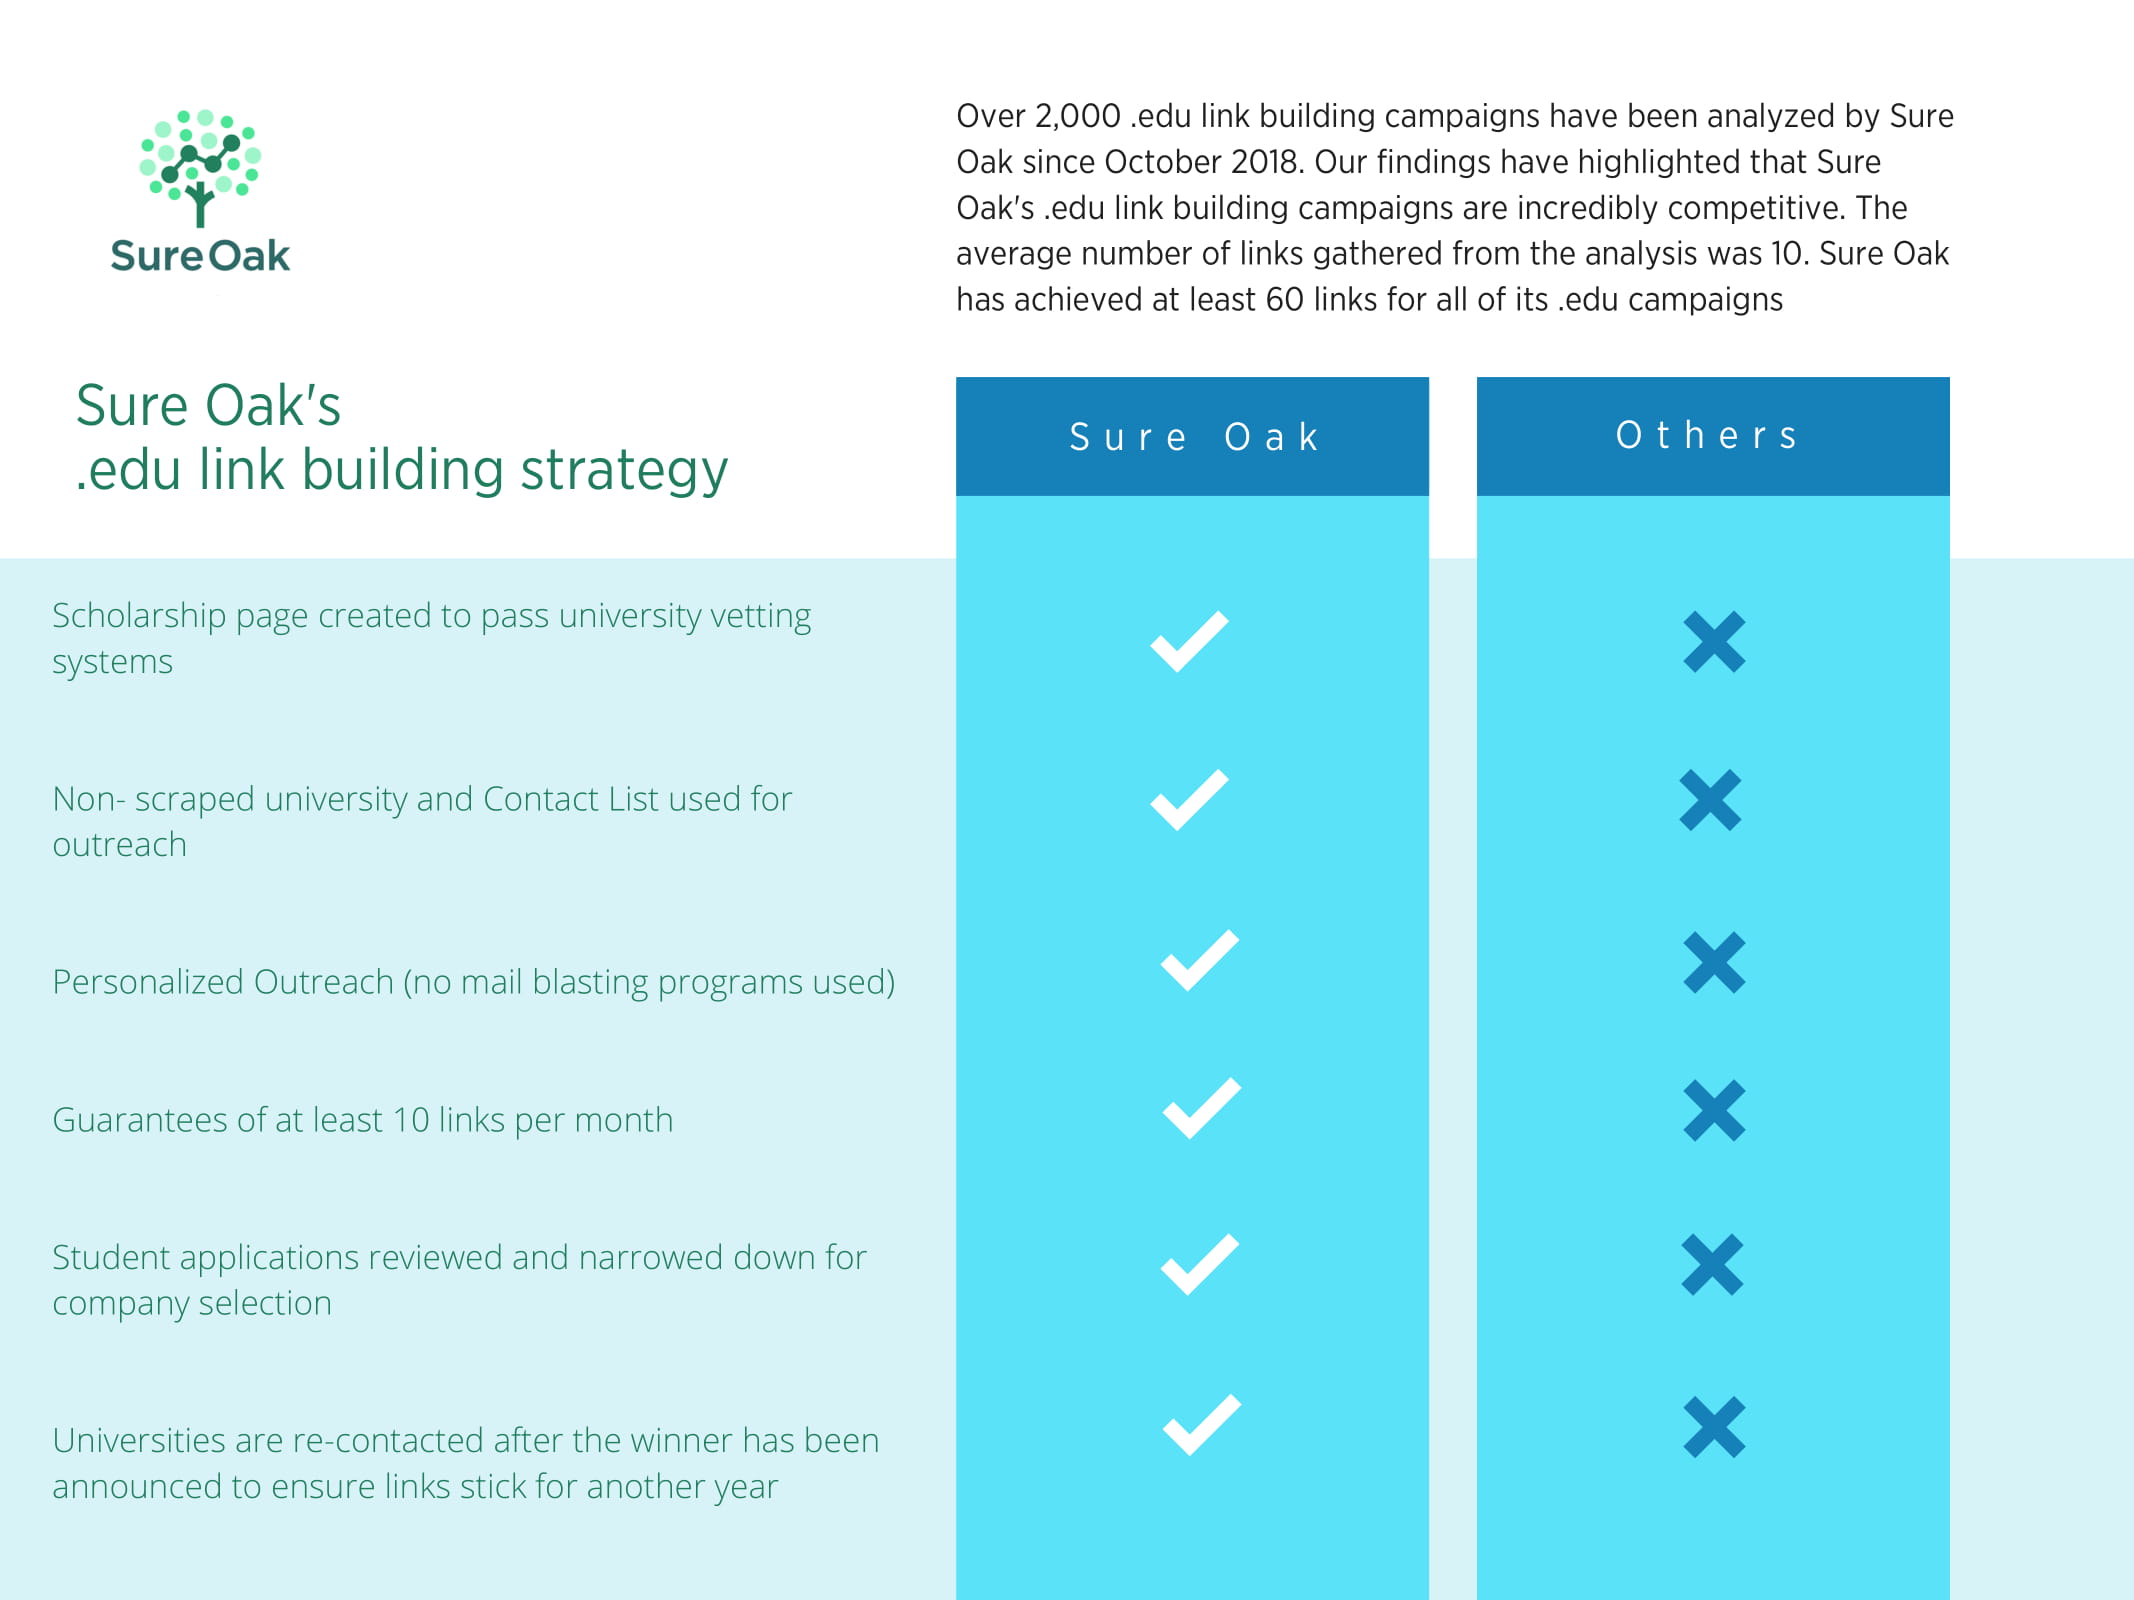 Sure Oak
Over 2,000 .edu link building campaigns have been analyzed by Sure
Oak since October 2018. Our findings have highlighted that Sure
Oak's .edu link building campaigns are incredibly competitive. The
average number of links gathered from the analysis was 10. Sure Oak
has achieved at least 60 links for all of its .edu campaigns
Sure Oak's
.edu link building strategy
Sure Oak
Others
Scholarship page created to pass university vetting
systems
Non- scraped university and Contact List used for
outreach
Personalized Outreach (no mail blasting programs used)
Guarantees of at least 10 links per month
Student applications reviewed and narrowed down for
company selection
Universities are re-contacted after the winner has been
announced to ensure links stick for another year